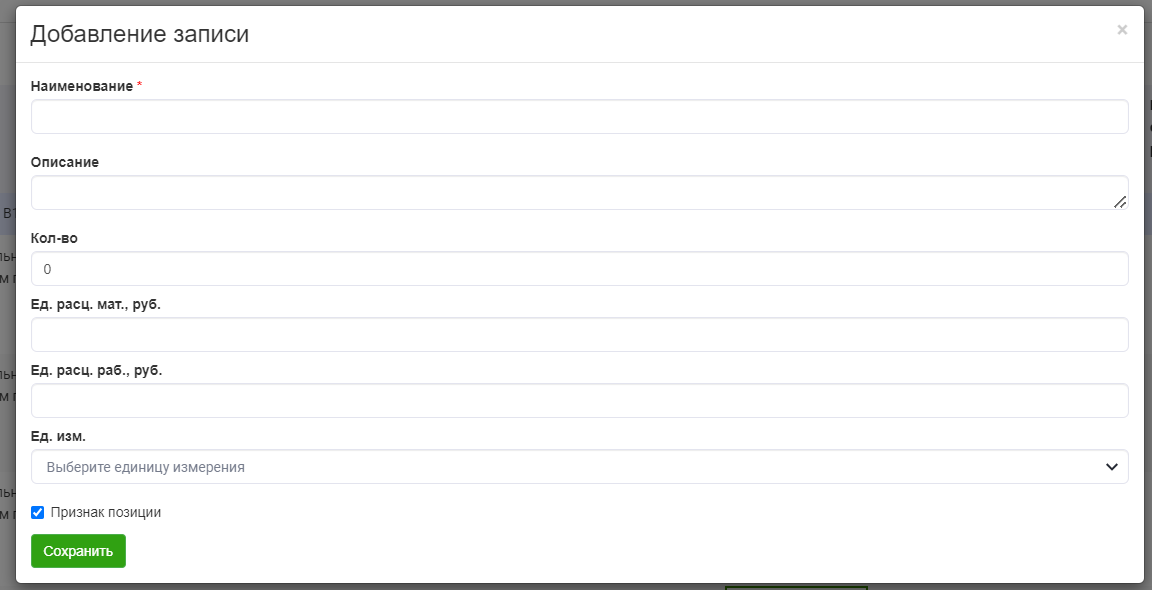 Добавление записи
×
Наименование *
Описание
Кол-во
0
Ед. расц. мат., руб.
Ед. расц. раб., руб.
Ед. изм.
Выберите единицу измерения
Признак позиции
Сохранить